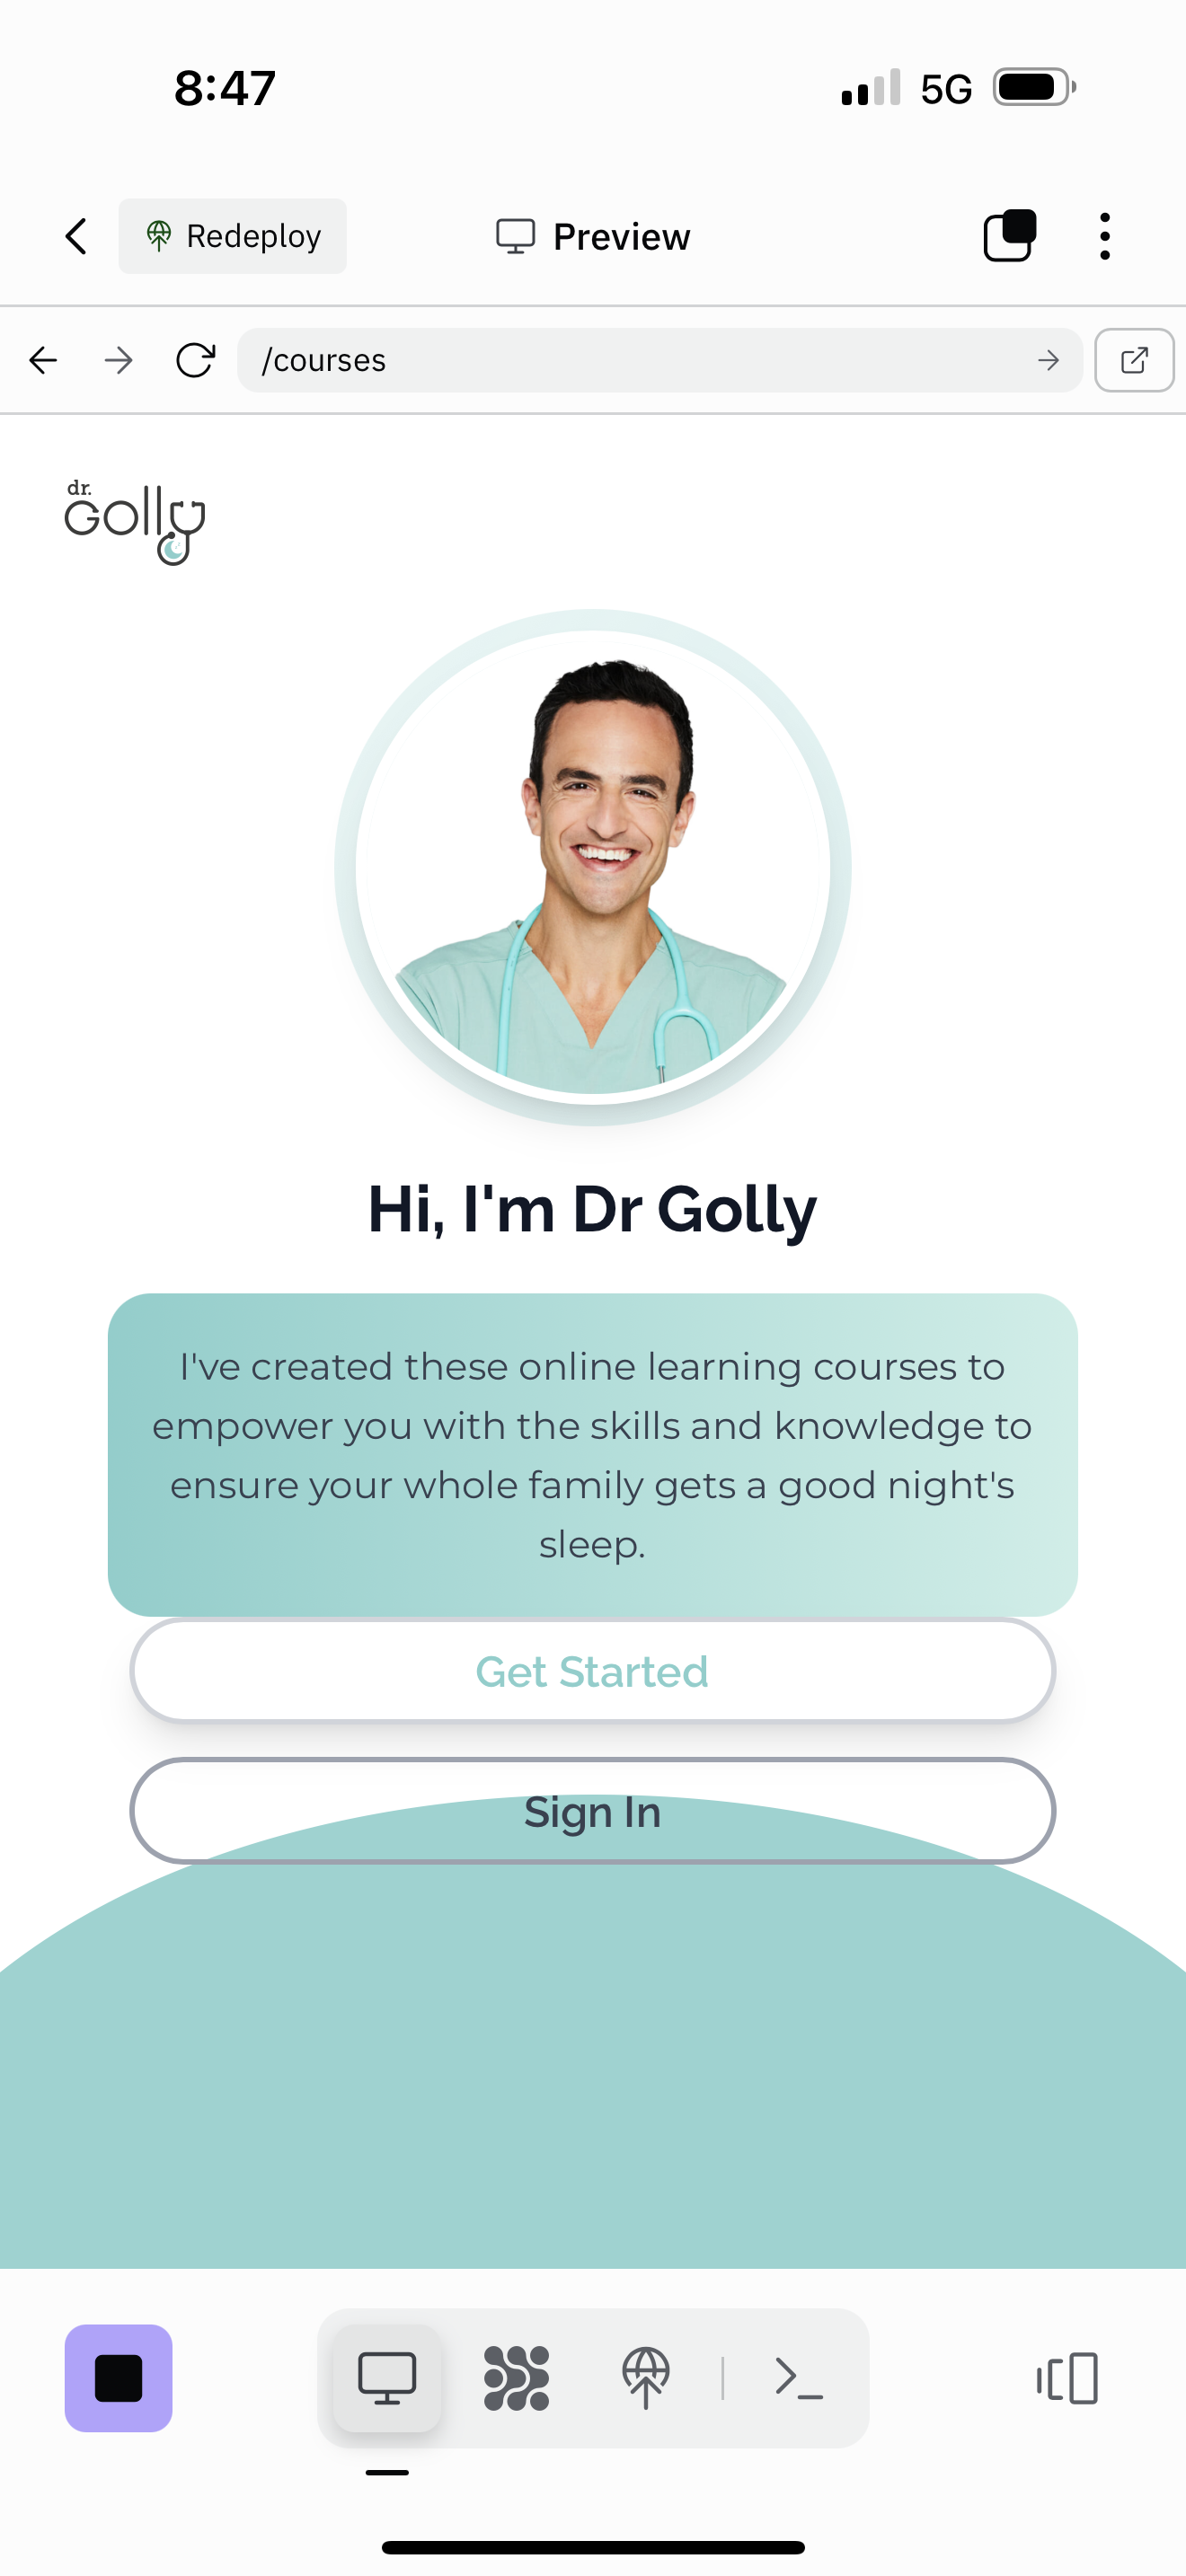 8:47
5G
Redeploy
Preview
/courses
dr.
Golly
Hi, I'm Dr Golly
I've created these online learning courses to
empower you with the skills and knowledge to
ensure your whole family gets a good night's
sleep.
Get Started
Sign In